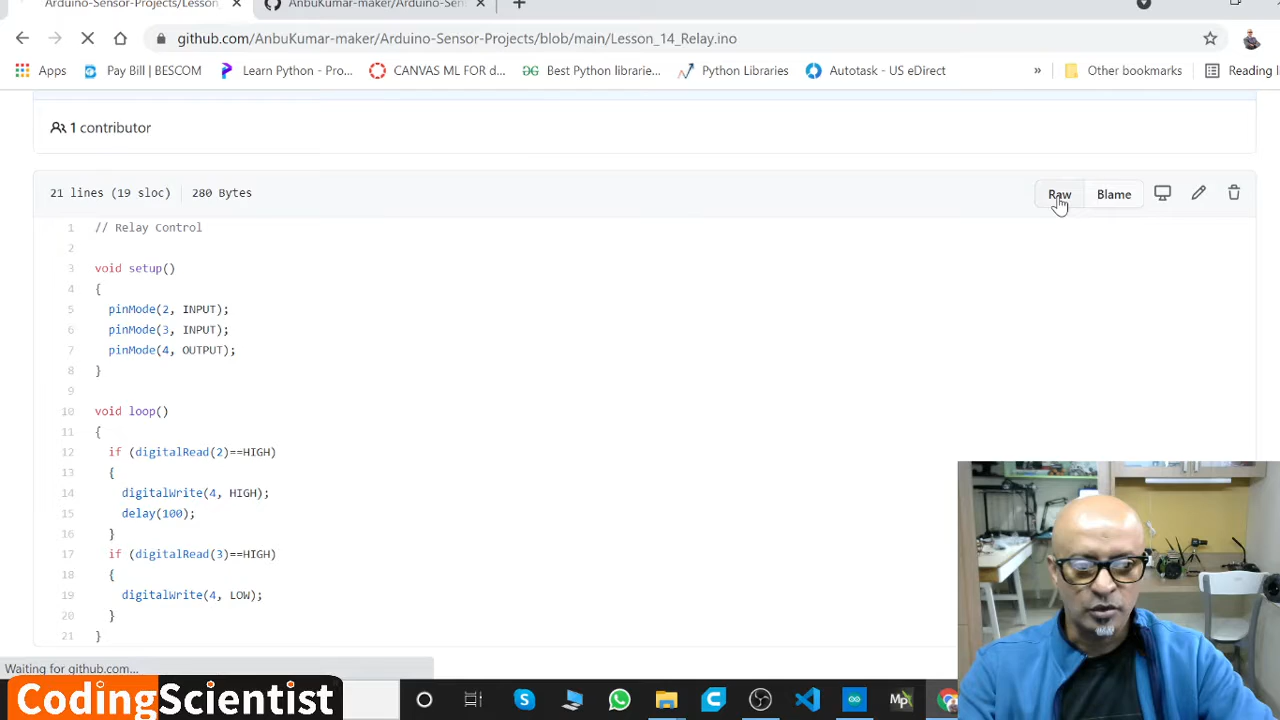 Arduino-Sensor-Projects/Lesson
AnbuKumar-maker/Arduino-Sen
github.com/AnbuKumar-maker/Arduino-Sensor-Projects/blob/main/Lesson_14_Relay.ino
Apps
Pay Bill | BESCOM
Learn Python - Pro...
CANVAS ML FOR d...
Best Python librarie...
Python Libraries
Autotask - US eDirect
»
Other bookmarks
Reading li
1 contributor
21 lines (19 sloc) 280 Bytes
Raw
Blame
1 // Relay Control
2
3 void setup()
4 {
5 pinMode(2, INPUT);
6 pinMode(3, INPUT);
7 pinMode(4, OUTPUT);
8 }
9
10 void loop()
11 {
12 if (digitalRead(2)==HIGH)
13 {
14 digitalWrite(4, HIGH);
15 delay(100);
16 }
17 if (digitalRead(3)==HIGH)
18 {
19 digitalWrite(4, LOW);
20 }
21 }
Waiting for github.com...
CodingScientist